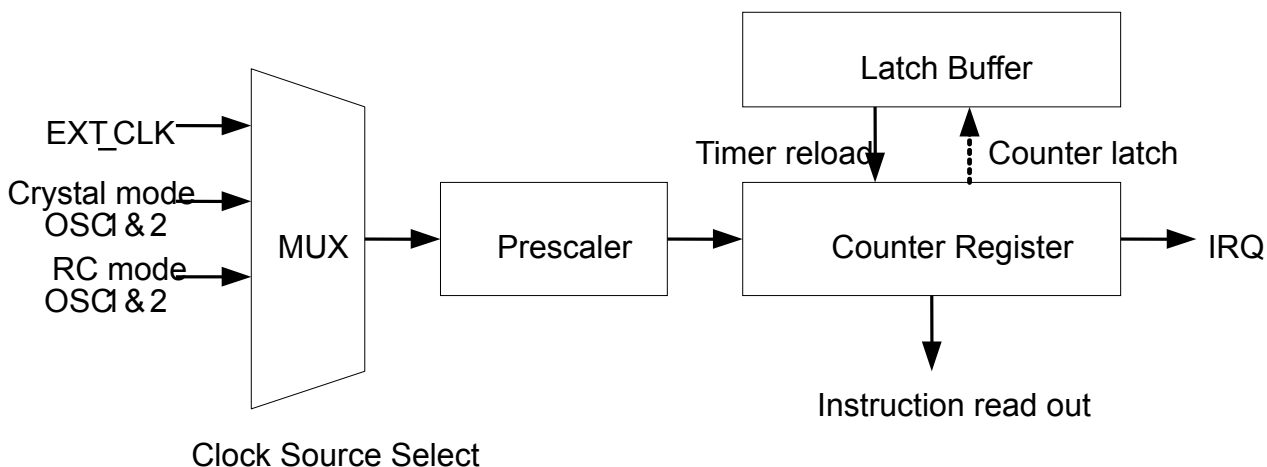 Latch Buffer
EXT_CLK
Timer reload
Counter latch
Crystal mode
OSC1 & 2
MUX
Prescaler
Counter Register
IRQ
RC mode
OSC1 & 2
Instruction read out
Clock Source Select